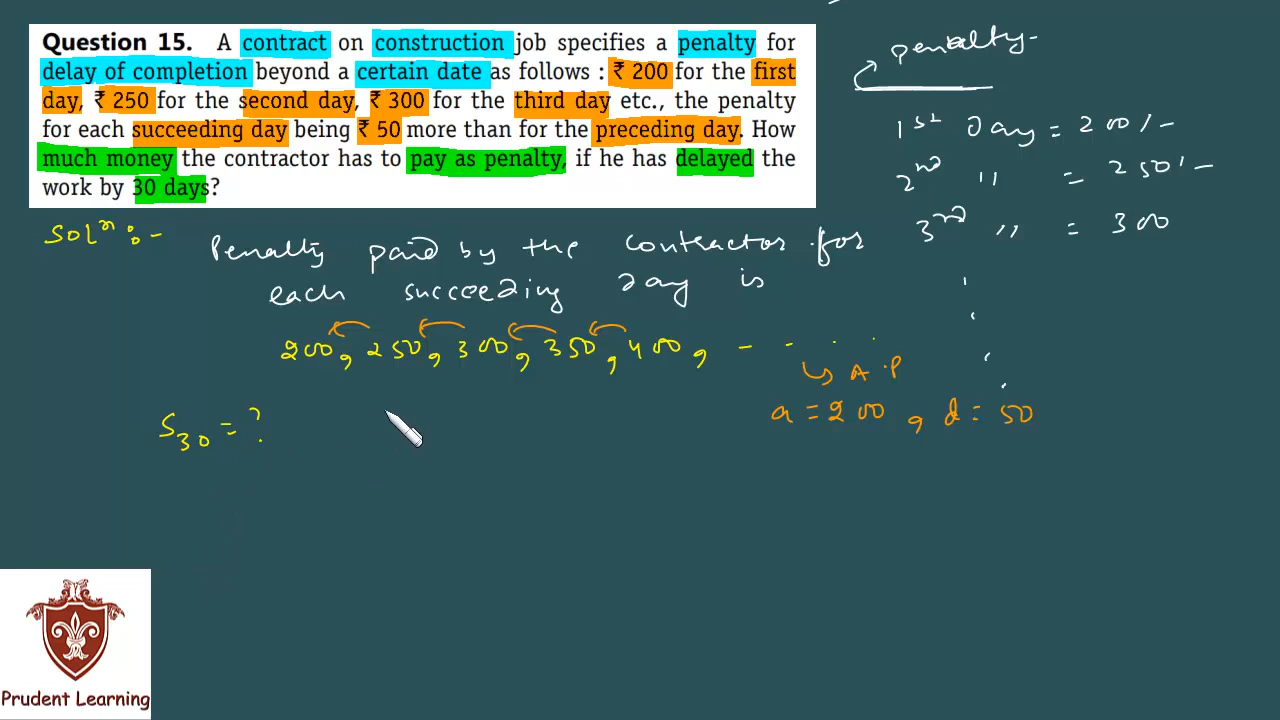 Question 15. A contract on construction job specifies a penalty for
delay of completion beyond a certain date as follows : ₹ 200 for the first
day, ₹ 250 for the second day, ₹ 300 for the third day etc., the penalty
for each succeeding day being ₹ 50 more than for the preceding day. How
much money the contractor has to pay as penalty, if he has delayed the
work by 30 days?
penalty-
1st day = 200/-
2nd " = 250/-
3rd " = 300
Soln :-
Penalty paid by the contractor for
each succeeding day is
200, 250, 300, 350, 400, - - . .
A.P
a = 200, d = 50
S30 = ?
Prudent Learning